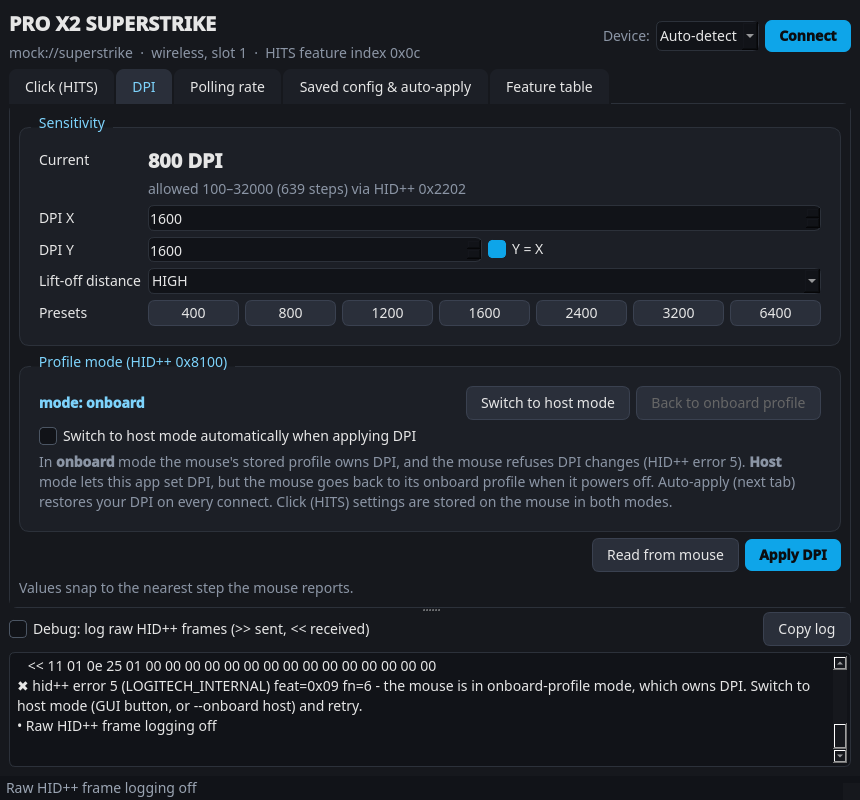 PRO X2 SUPERSTRIKE
mock://superstrike · wireless, slot 1 · HITS feature index 0x0c
Device: Auto-detect Connect
Click (HITS) DPI Polling rate Saved config & auto-apply Feature table
Sensitivity
Current 800 DPI
allowed 100–32000 (639 steps) via HID++ 0x2202
DPI X 1600
DPI Y 1600 Y = X
Lift-off distance HIGH
Presets 400 800 1200 1600 2400 3200 6400
Profile mode (HID++ 0x8100)
mode: onboard Switch to host mode Back to onboard profile
Switch to host mode automatically when applying DPI
In onboard mode the mouse's stored profile owns DPI, and the mouse refuses DPI changes (HID++ error 5). Host
mode lets this app set DPI, but the mouse goes back to its onboard profile when it powers off. Auto-apply (next tab)
restores your DPI on every connect. Click (HITS) settings are stored on the mouse in both modes.
Read from mouse Apply DPI
Values snap to the nearest step the mouse reports.
Debug: log raw HID++ frames (>> sent, << received) Copy log
<< 11 01 0e 25 01 00 00 00 00 00 00 00 00 00 00 00 00 00 00 00
✖ hid++ error 5 (LOGITECH_INTERNAL) feat=0x09 fn=6 - the mouse is in onboard-profile mode, which owns DPI. Switch to
host mode (GUI button, or --onboard host) and retry.
• Raw HID++ frame logging off
Raw HID++ frame logging off